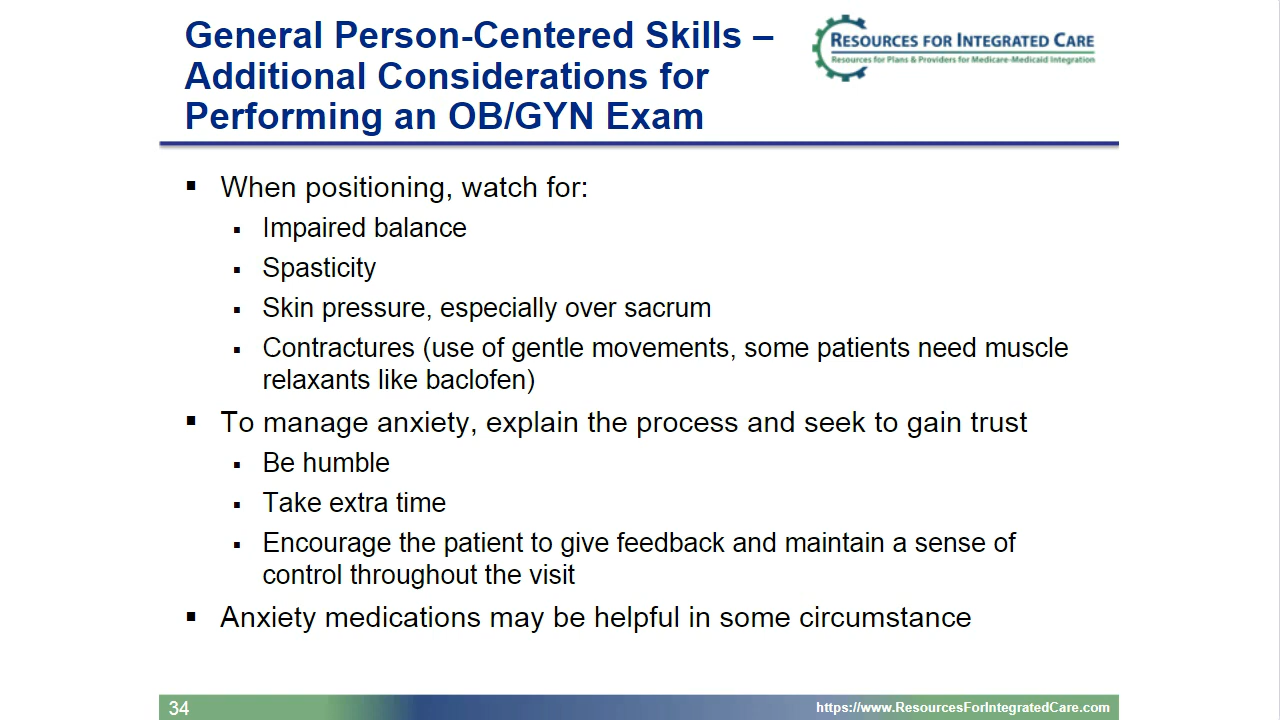 General Person-Centered Skills –
Additional Considerations for
Performing an OB/GYN Exam
RESOURCES FOR INTEGRATED CARE
Resources for Plans & Providers for Medicare-Medicaid Integration
▪ When positioning, watch for:
▪ Impaired balance
▪ Spasticity
▪ Skin pressure, especially over sacrum
▪ Contractures (use of gentle movements, some patients need muscle
relaxants like baclofen)
▪ To manage anxiety, explain the process and seek to gain trust
▪ Be humble
▪ Take extra time
▪ Encourage the patient to give feedback and maintain a sense of
control throughout the visit
▪ Anxiety medications may be helpful in some circumstance
34
https://www.ResourcesForIntegratedCare.com